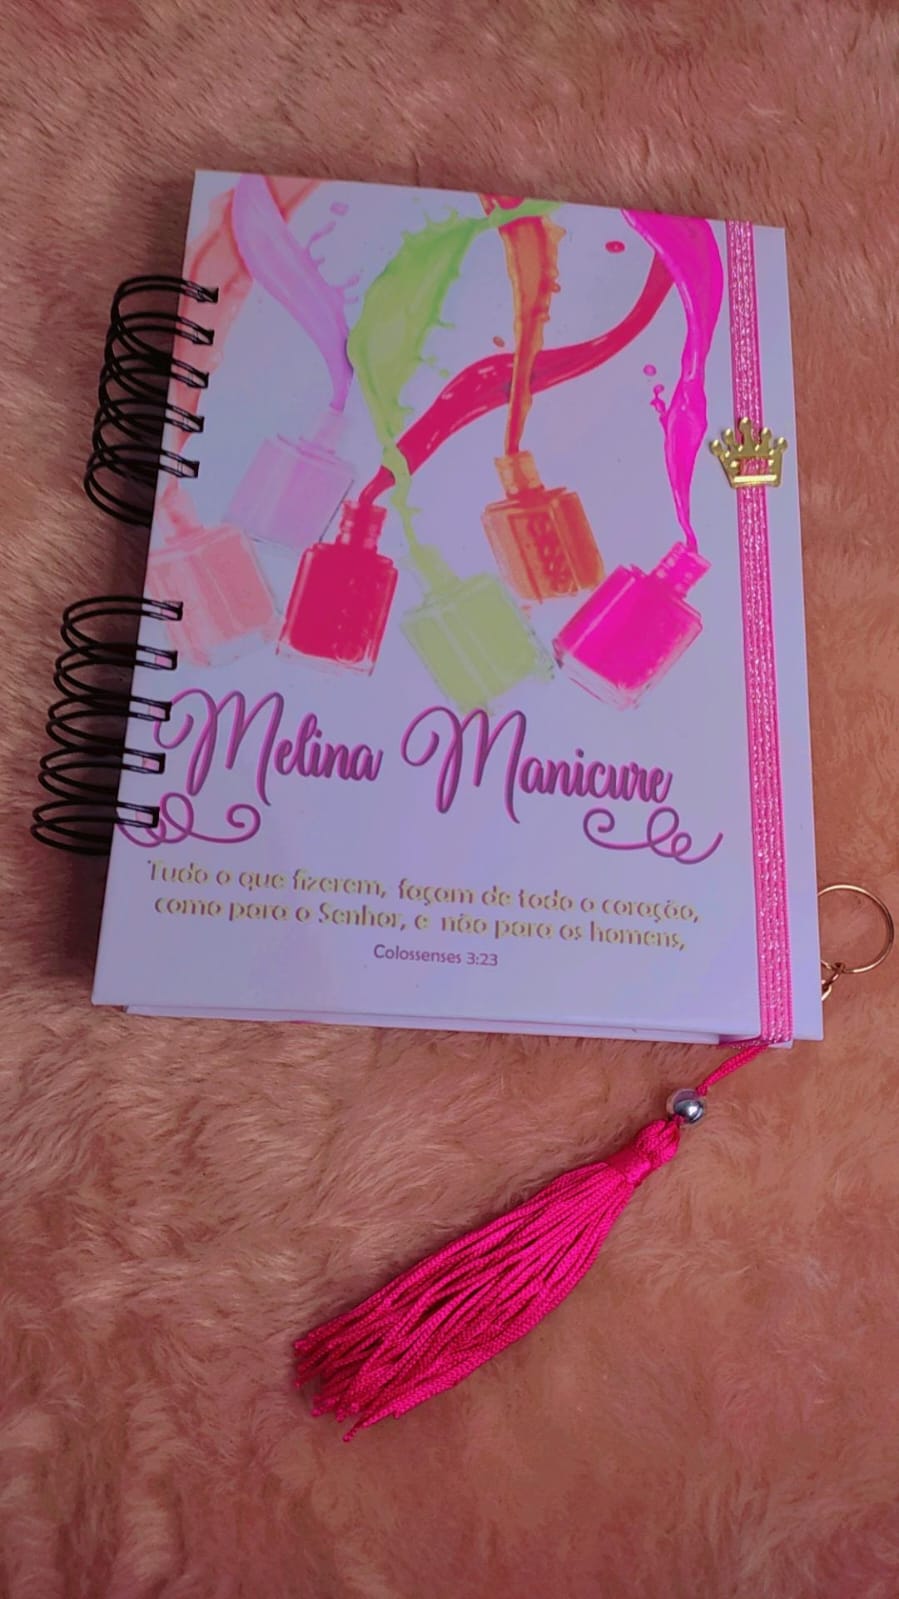 Melina Manicure
Tudo o que fizerem, façam de todo o coração,
como para o Senhor, e não para os homens,
Colossenses 3:23